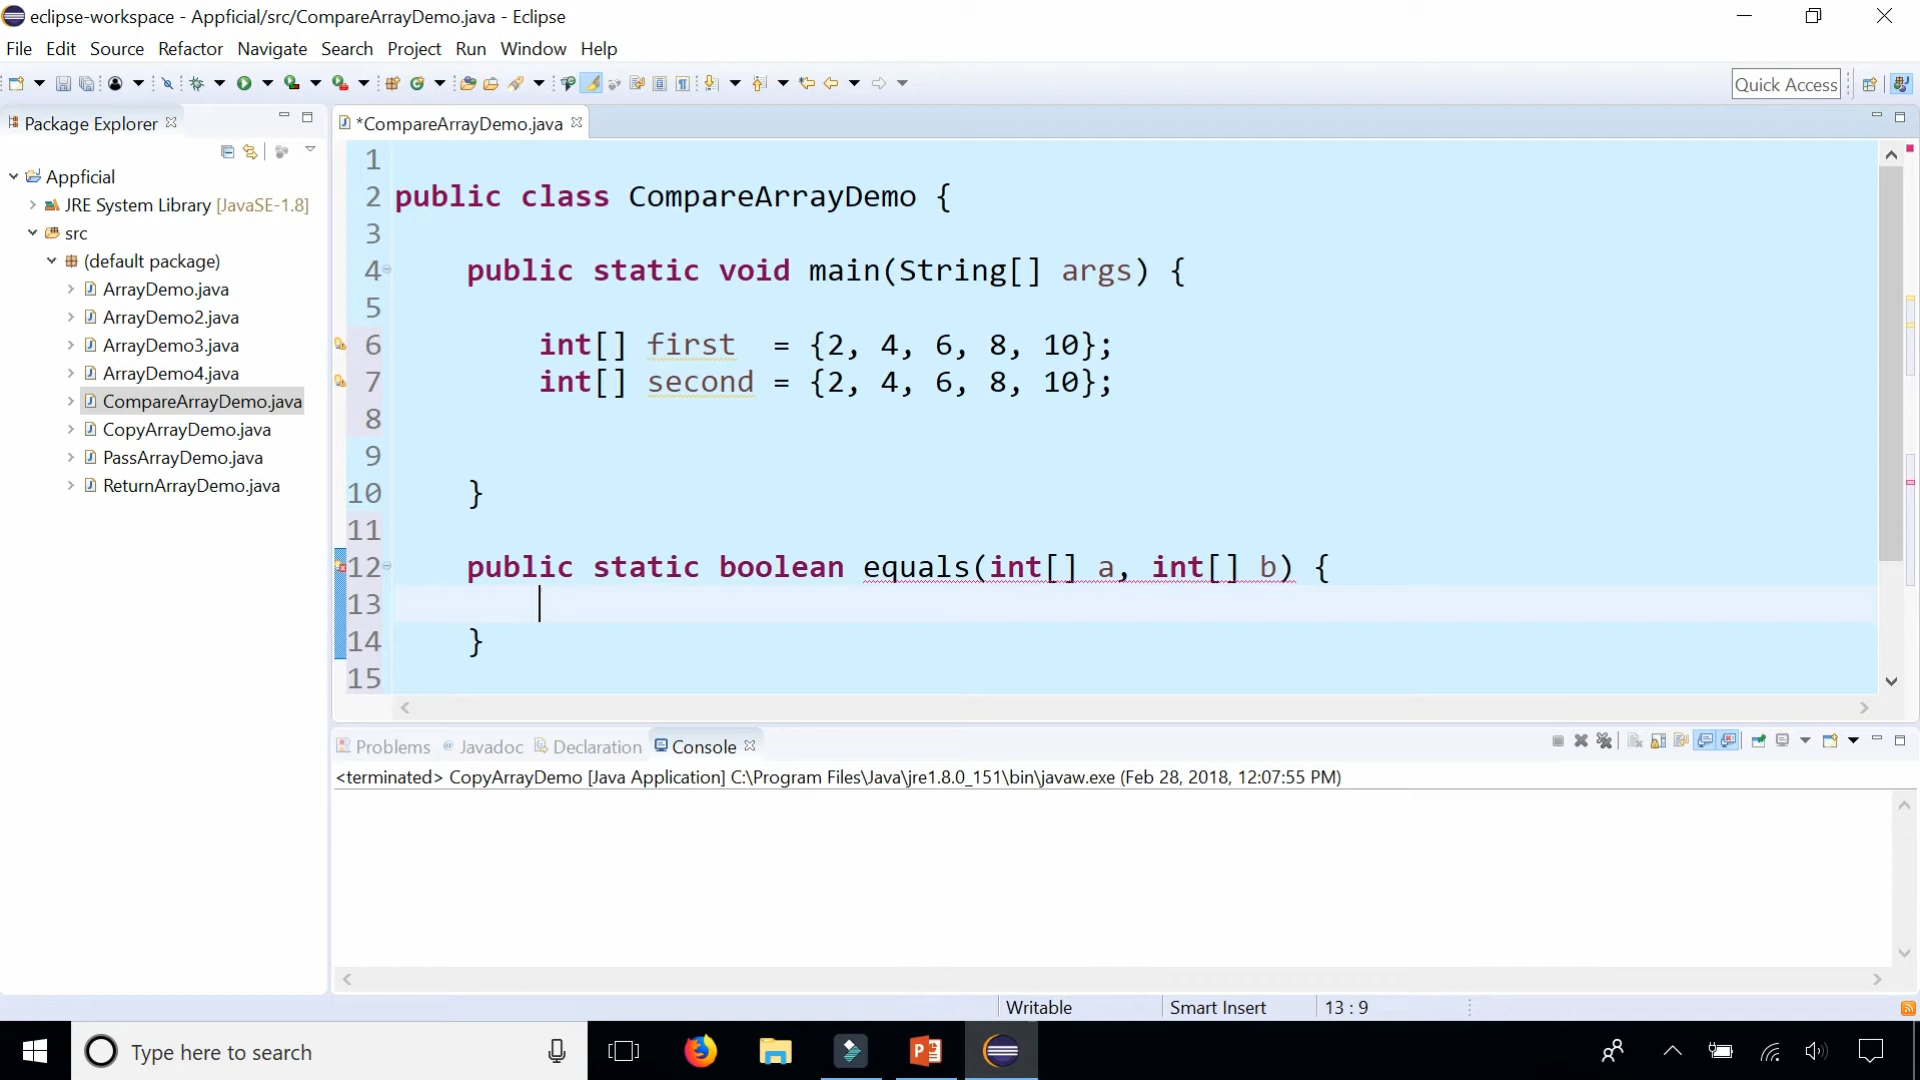 eclipse-workspace - Appficial/src/CompareArrayDemo.java - Eclipse
File Edit Source Refactor Navigate Search Project Run Window Help
Quick Access
Package Explorer
*CompareArrayDemo.java
Appficial
JRE System Library [JavaSE-1.8]
src
(default package)
ArrayDemo.java
ArrayDemo2.java
ArrayDemo3.java
ArrayDemo4.java
CompareArrayDemo.java
CopyArrayDemo.java
PassArrayDemo.java
ReturnArrayDemo.java
1
2 public class CompareArrayDemo {
3
4 public static void main(String[] args) {
5
6 int[] first  = {2, 4, 6, 8, 10};
7 int[] second = {2, 4, 6, 8, 10};
8
9
10 }
11
12 public static boolean equals(int[] a, int[] b) {
13
14 }
15
Problems Javadoc Declaration Console
<terminated> CopyArrayDemo [Java Application] C:\Program Files\Java\jre1.8.0_151\bin\javaw.exe (Feb 28, 2018, 12:07:55 PM)
Writable Smart Insert 13 : 9
Type here to search